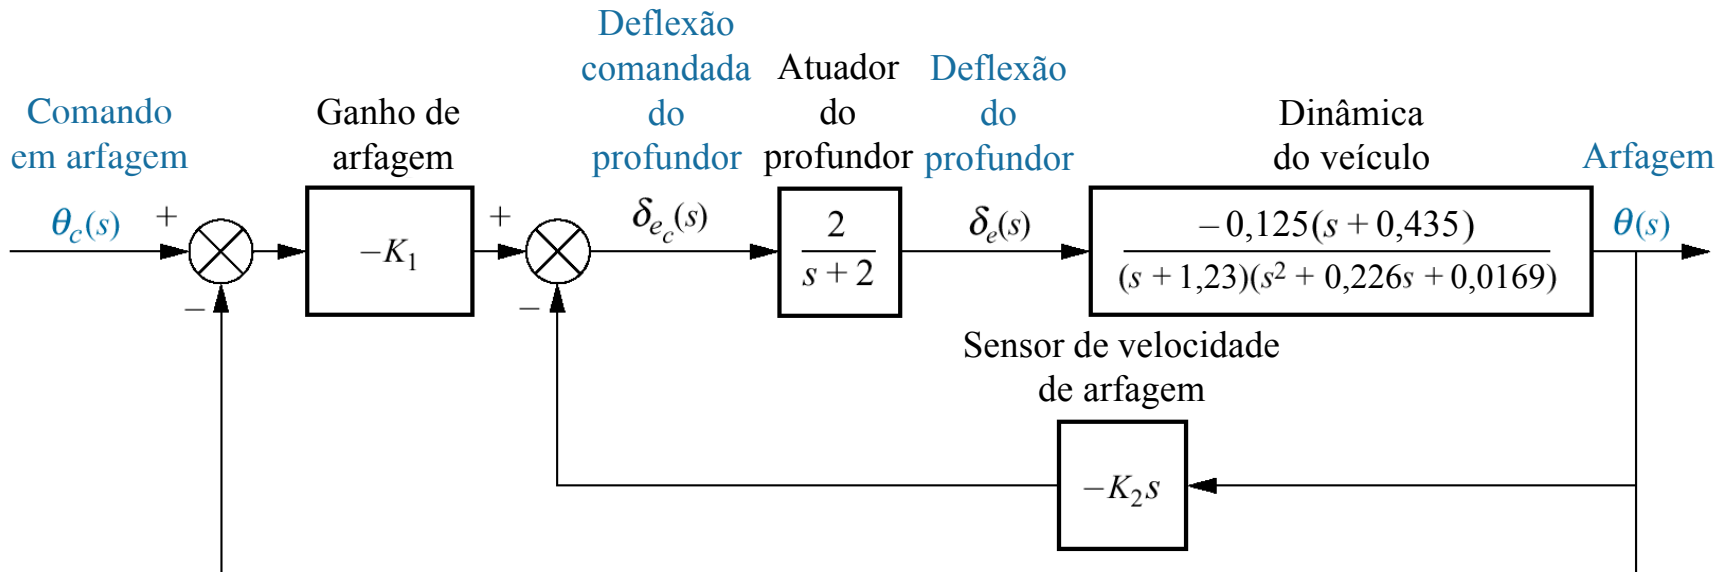 Deflexão
comandada
do
profundor
Atuador
do
profundor
Deflexão
do
profundor
Comando
em arfagem
Ganho de
arfagem
Dinâmica
do veículo
Arfagem
θc(s)
+
−
−K1
+
−
δec(s)
2
s + 2
δe(s)
−0,125(s + 0,435)
(s + 1,23)(s² + 0,226s + 0,0169)
θ(s)
Sensor de velocidade
de arfagem
−K2s